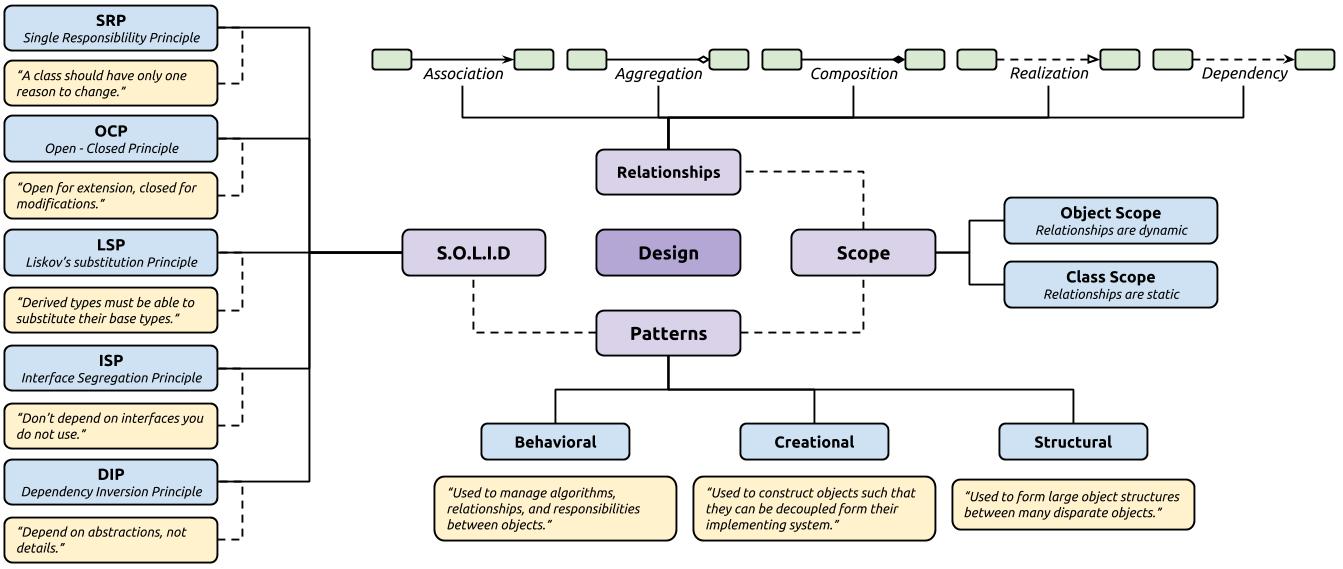 SRP
Single Responsiblility Principle
“A class should have only one
reason to change.”
OCP
Open - Closed Principle
“Open for extension, closed for
modifications.”
LSP
Liskov’s substitution Principle
“Derived types must be able to
substitute their base types.”
ISP
Interface Segregation Principle
“Don’t depend on interfaces you
do not use.”
DIP
Dependency Inversion Principle
“Depend on abstractions, not
details.”
Association
Aggregation
Composition
Realization
Dependency
Relationships
S.O.L.I.D
Design
Scope
Object Scope
Relationships are dynamic
Class Scope
Relationships are static
Patterns
Behavioral
“Used to manage algorithms,
relationships, and responsibilities
between objects.”
Creational
“Used to construct objects such that
they can be decoupled form their
implementing system.”
Structural
“Used to form large object structures
between many disparate objects.”